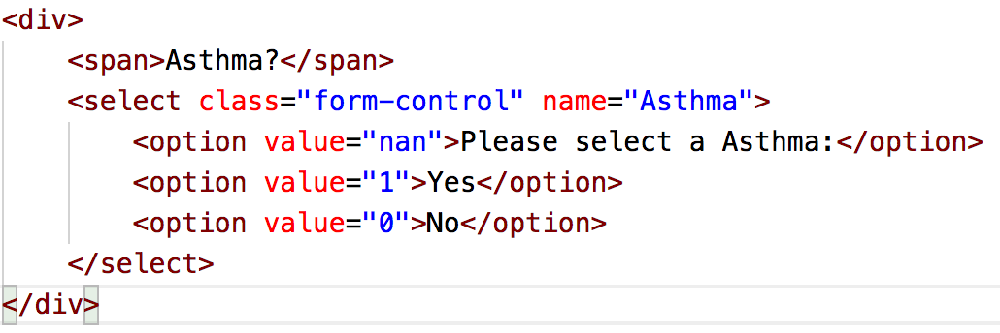 <div>
    <span>Asthma?</span>
    <select class="form-control" name="Asthma">
        <option value="nan">Please select a Asthma:</option>
        <option value="1">Yes</option>
        <option value="0">No</option>
    </select>
</div>